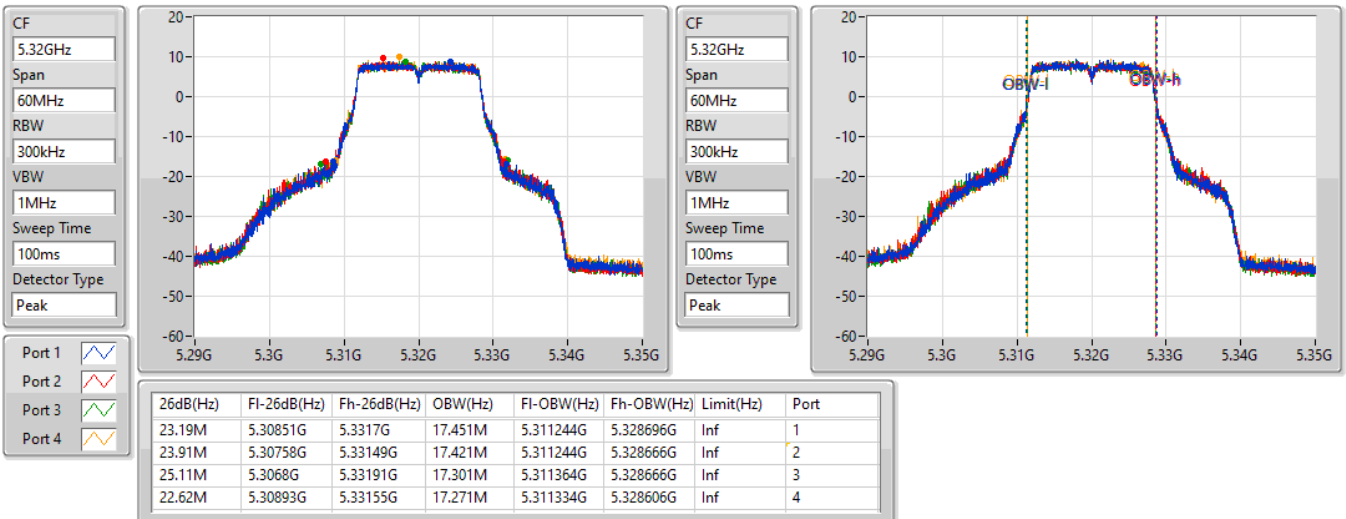 CF
5.32GHz
Span
60MHz
RBW
300kHz
VBW
1MHz
Sweep Time
100ms
Detector Type
Peak
20
10
0
-10
-20
-30
-40
-50
-60
5.29G 5.3G 5.31G 5.32G 5.33G 5.34G 5.35G
CF
5.32GHz
Span
60MHz
RBW
300kHz
VBW
1MHz
Sweep Time
100ms
Detector Type
Peak
20
10
0
-10
-20
-30
-40
-50
-60
OBW-l OBW-h
5.29G 5.3G 5.31G 5.32G 5.33G 5.34G 5.35G
Port 1
Port 2
Port 3
Port 4
26dB(Hz) Fl-26dB(Hz) Fh-26dB(Hz) OBW(Hz) Fl-OBW(Hz) Fh-OBW(Hz) Limit(Hz) Port
23.19M 5.30851G 5.3317G 17.451M 5.311244G 5.328696G Inf 1
23.91M 5.30758G 5.33149G 17.421M 5.311244G 5.328666G Inf 2
25.11M 5.3068G 5.33191G 17.301M 5.311364G 5.328666G Inf 3
22.62M 5.30893G 5.33155G 17.271M 5.311334G 5.328606G Inf 4